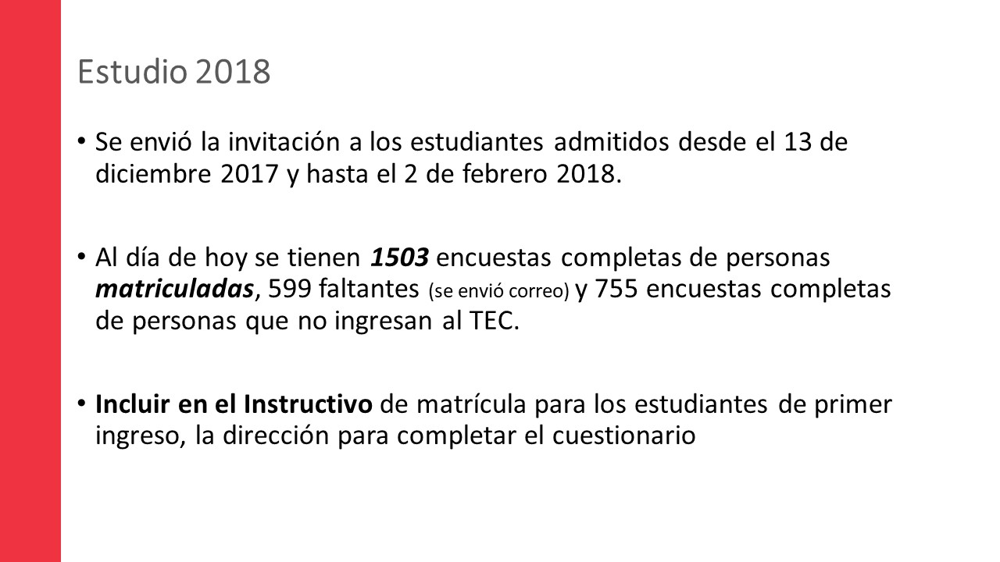 Estudio 2018
• Se envió la invitación a los estudiantes admitidos desde el 13 de
diciembre 2017 y hasta el 2 de febrero 2018.
• Al día de hoy se tienen 1503 encuestas completas de personas
matriculadas, 599 faltantes (se envió correo) y 755 encuestas completas
de personas que no ingresan al TEC.
• Incluir en el Instructivo de matrícula para los estudiantes de primer
ingreso, la dirección para completar el cuestionario